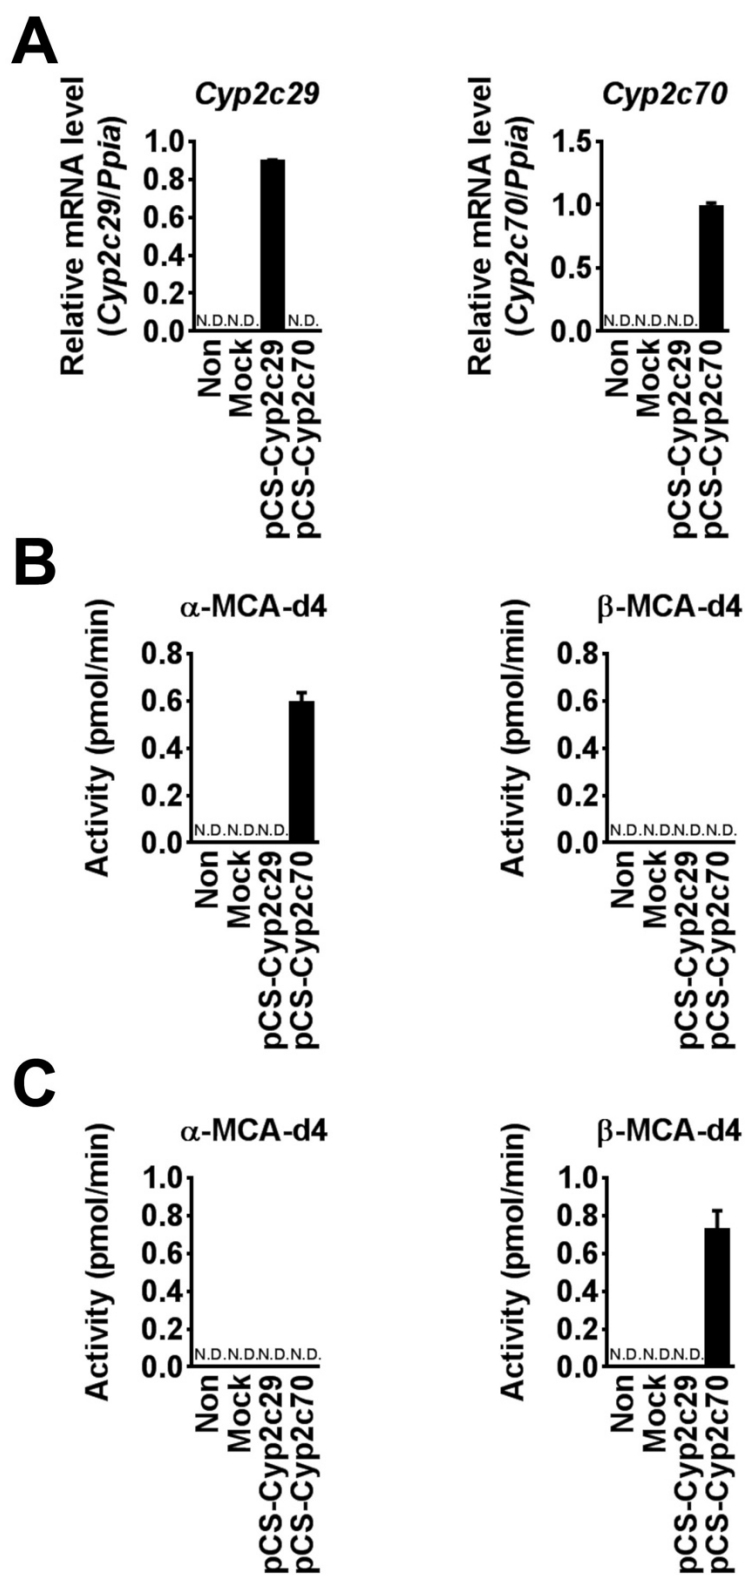 A
Cyp2c29
Relative mRNA level
(Cyp2c29/Ppia)
1.0
0.8
0.6
0.4
0.2
0.0
N.D.N.D. N.D.
Non
Mock
pCS-Cyp2c29
pCS-Cyp2c70
Cyp2c70
Relative mRNA level
(Cyp2c70/Ppia)
1.5
1.0
0.5
0.0
N.D.N.D.N.D.
Non
Mock
pCS-Cyp2c29
pCS-Cyp2c70
B
α-MCA-d4
Activity (pmol/min)
0.8
0.6
0.4
0.2
0.0
N.D.N.D.N.D.
Non
Mock
pCS-Cyp2c29
pCS-Cyp2c70
β-MCA-d4
Activity (pmol/min)
0.8
0.6
0.4
0.2
0.0
N.D.N.D.N.D.N.D.
Non
Mock
pCS-Cyp2c29
pCS-Cyp2c70
C
α-MCA-d4
Activity (pmol/min)
1.0
0.8
0.6
0.4
0.2
0.0
N.D.N.D.N.D.N.D.
Non
Mock
pCS-Cyp2c29
pCS-Cyp2c70
β-MCA-d4
Activity (pmol/min)
1.0
0.8
0.6
0.4
0.2
0.0
N.D.N.D.N.D.
Non
Mock
pCS-Cyp2c29
pCS-Cyp2c70